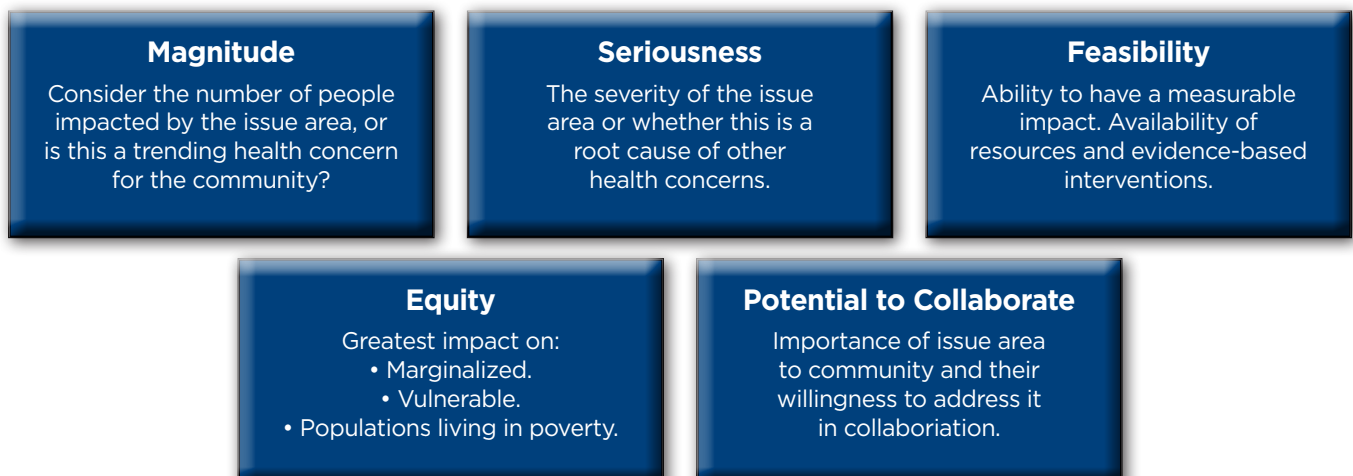 Magnitude
Consider the number of people
impacted by the issue area, or
is this a trending health concern
for the community?
Seriousness
The severity of the issue
area or whether this is a
root cause of other
health concerns.
Feasibility
Ability to have a measurable
impact. Availability of
resources and evidence-based
interventions.
Equity
Greatest impact on:
• Marginalized.
• Vulnerable.
• Populations living in poverty.
Potential to Collaborate
Importance of issue area
to community and their
willingness to address it
in collaboriation.